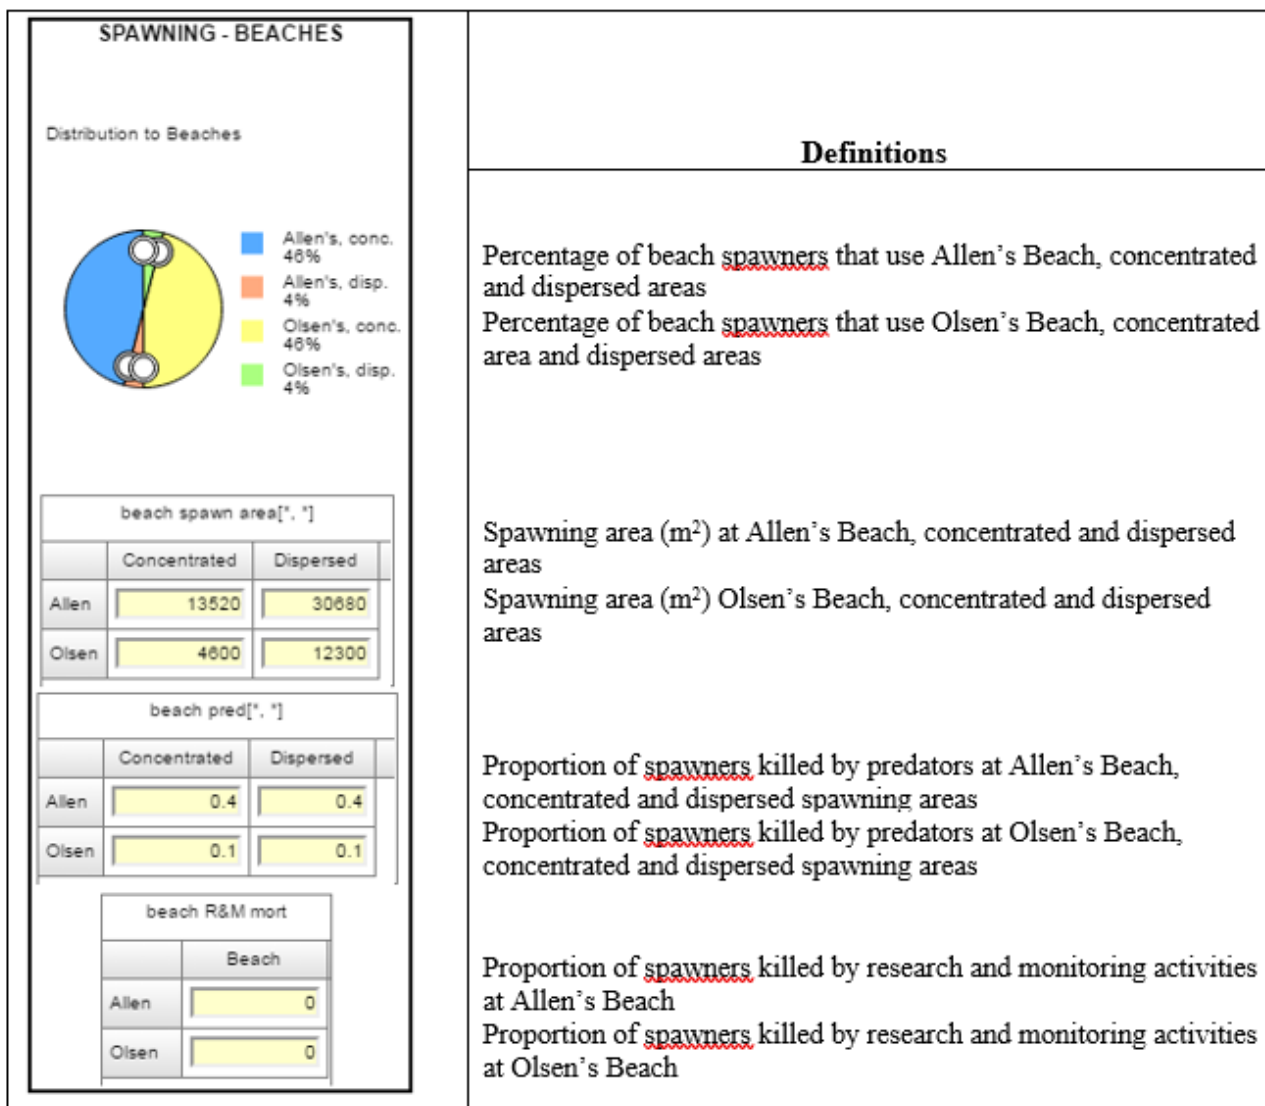 SPAWNING - BEACHES
Distribution to Beaches
Allen's, conc.
46%
Allen's, disp.
4%
Olsen's, conc.
46%
Olsen's, disp.
4%
beach spawn area[*, *]
Concentrated Dispersed
Allen 13520 30680
Olsen 4600 12300
beach pred[*, *]
Concentrated Dispersed
Allen 0.4 0.4
Olsen 0.1 0.1
beach R&M mort
Beach
Allen 0
Olsen 0
Definitions
Percentage of beach spawners that use Allen’s Beach, concentrated
and dispersed areas
Percentage of beach spawners that use Olsen’s Beach, concentrated
area and dispersed areas
Spawning area (m²) at Allen’s Beach, concentrated and dispersed
areas
Spawning area (m²) Olsen’s Beach, concentrated and dispersed
areas
Proportion of spawners killed by predators at Allen’s Beach,
concentrated and dispersed spawning areas
Proportion of spawners killed by predators at Olsen’s Beach,
concentrated and dispersed spawning areas
Proportion of spawners killed by research and monitoring activities
at Allen’s Beach
Proportion of spawners killed by research and monitoring activities
at Olsen’s Beach